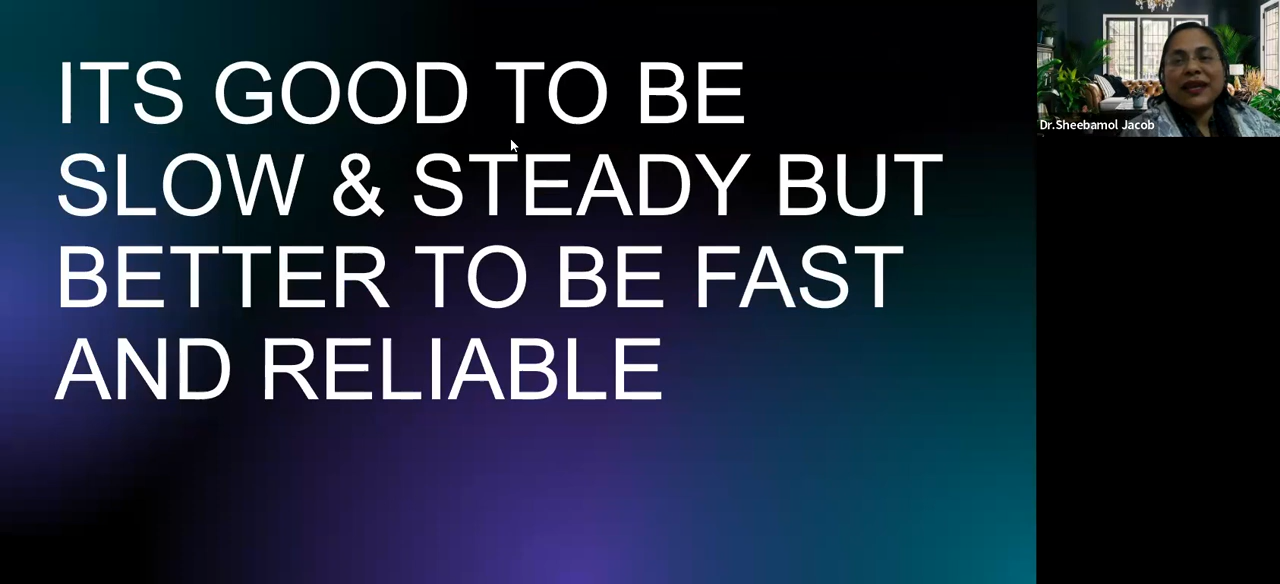 ITS GOOD TO BE
SLOW & STEADY BUT
BETTER TO BE FAST
AND RELIABLE
Dr.Sheebamol Jacob